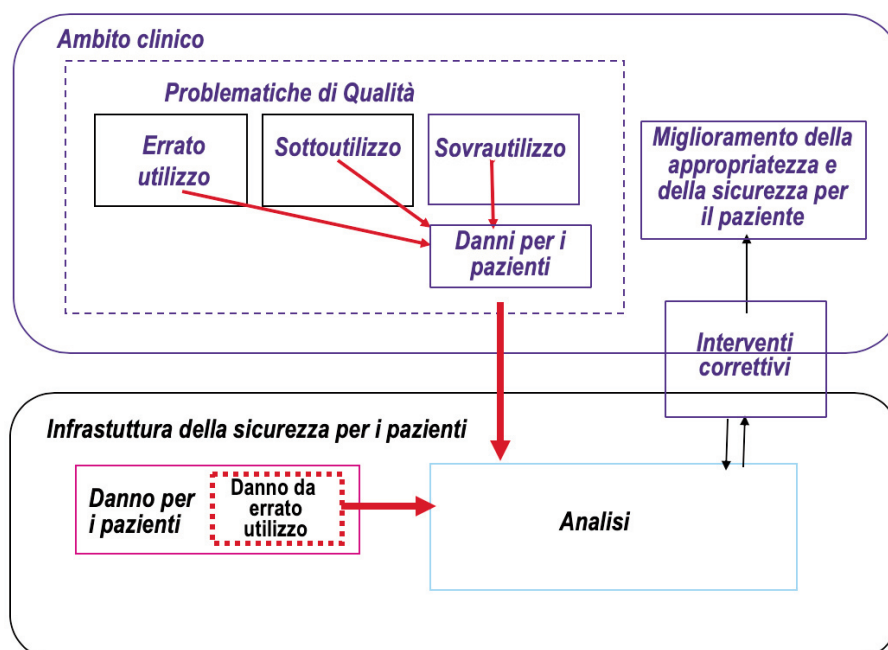 Ambito clinico
Problematiche di Qualità
Errato
utilizzo
Sottoutilizzo
Sovrautilizzo
Danni per i
pazienti
Miglioramento della
appropriatezza e
della sicurezza per
il paziente
Interventi
correttivi
Infrastuttura della sicurezza per i pazienti
Danno per
i pazienti
Danno da
errato
utilizzo
Analisi